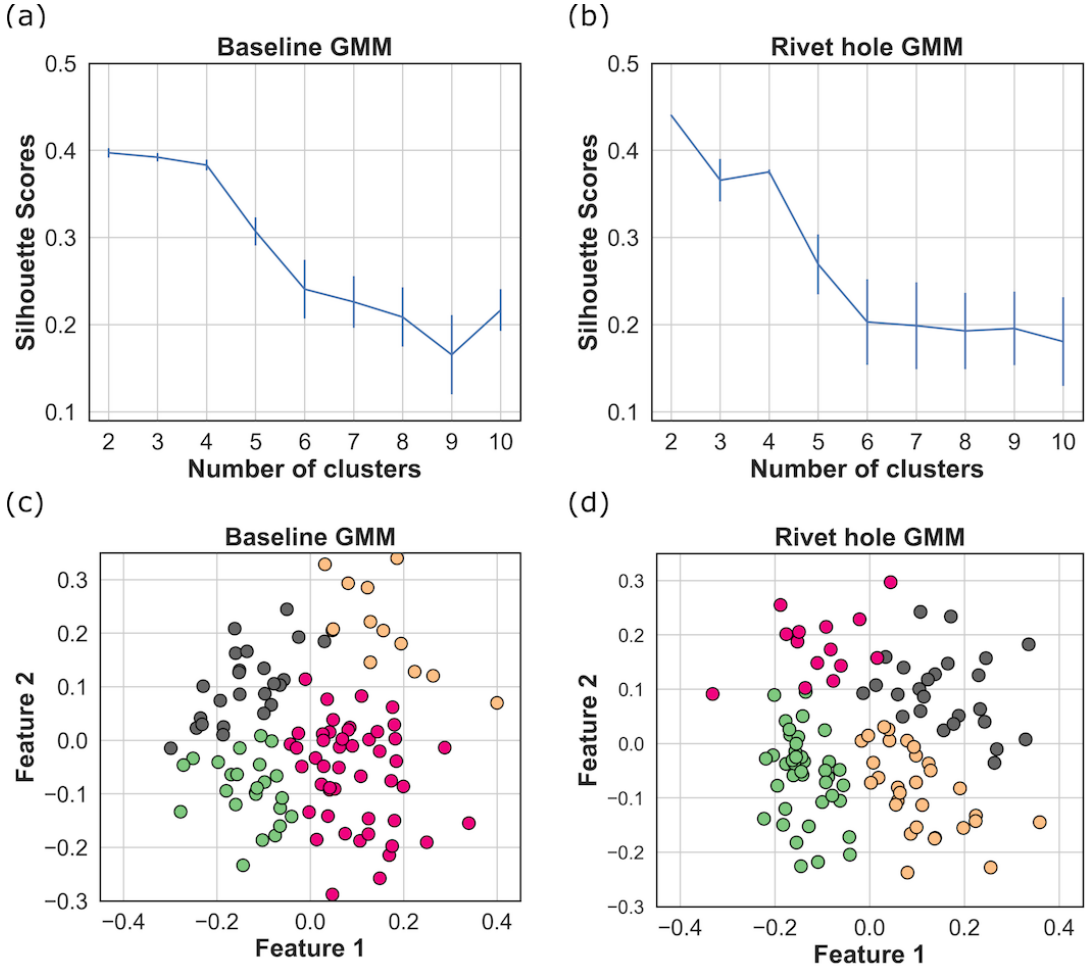 (a)
Baseline GMM
0.5
0.4
0.3
0.2
0.1
Silhouette Scores
2 3 4 5 6 7 8 9 10
Number of clusters
(b)
Rivet hole GMM
0.5
0.4
0.3
0.2
0.1
Silhouette Scores
2 3 4 5 6 7 8 9 10
Number of clusters
(c)
Baseline GMM
0.3
0.2
0.1
0.0
−0.1
−0.2
−0.3
Feature 2
−0.4 −0.2 0.0 0.2 0.4
Feature 1
(d)
Rivet hole GMM
0.3
0.2
0.1
0.0
−0.1
−0.2
−0.3
Feature 2
−0.4 −0.2 0.0 0.2 0.4
Feature 1